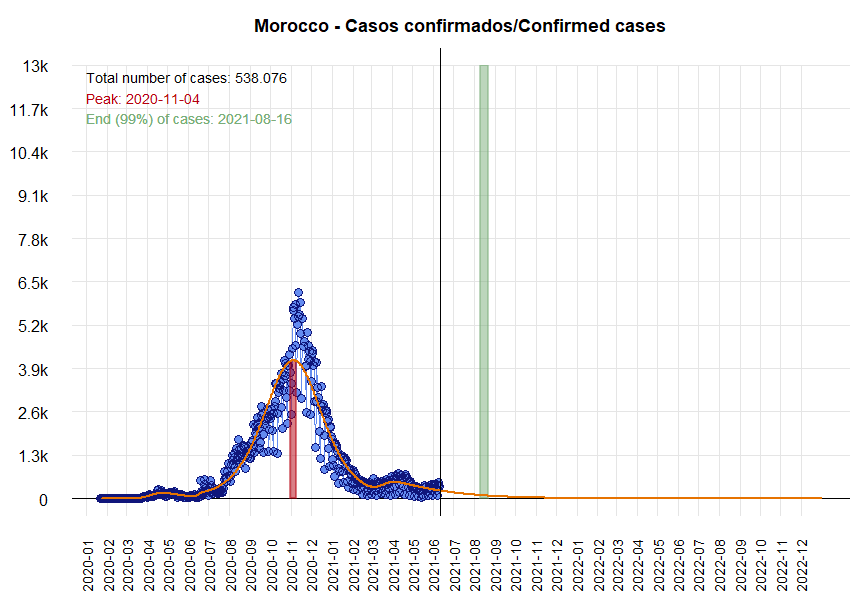 Morocco - Casos confirmados/Confirmed cases
13k
Total number of cases: 538.076
Peak: 2020-11-04
End (99%) of cases: 2021-08-16
11.7k
10.4k
9.1k
7.8k
6.5k
5.2k
3.9k
2.6k
1.3k
0
2020-01
2020-02
2020-03
2020-04
2020-05
2020-06
2020-07
2020-08
2020-09
2020-10
2020-11
2020-12
2021-01
2021-02
2021-03
2021-04
2021-05
2021-06
2021-07
2021-08
2021-09
2021-10
2021-11
2021-12
2022-01
2022-02
2022-03
2022-04
2022-05
2022-06
2022-07
2022-08
2022-09
2022-10
2022-11
2022-12